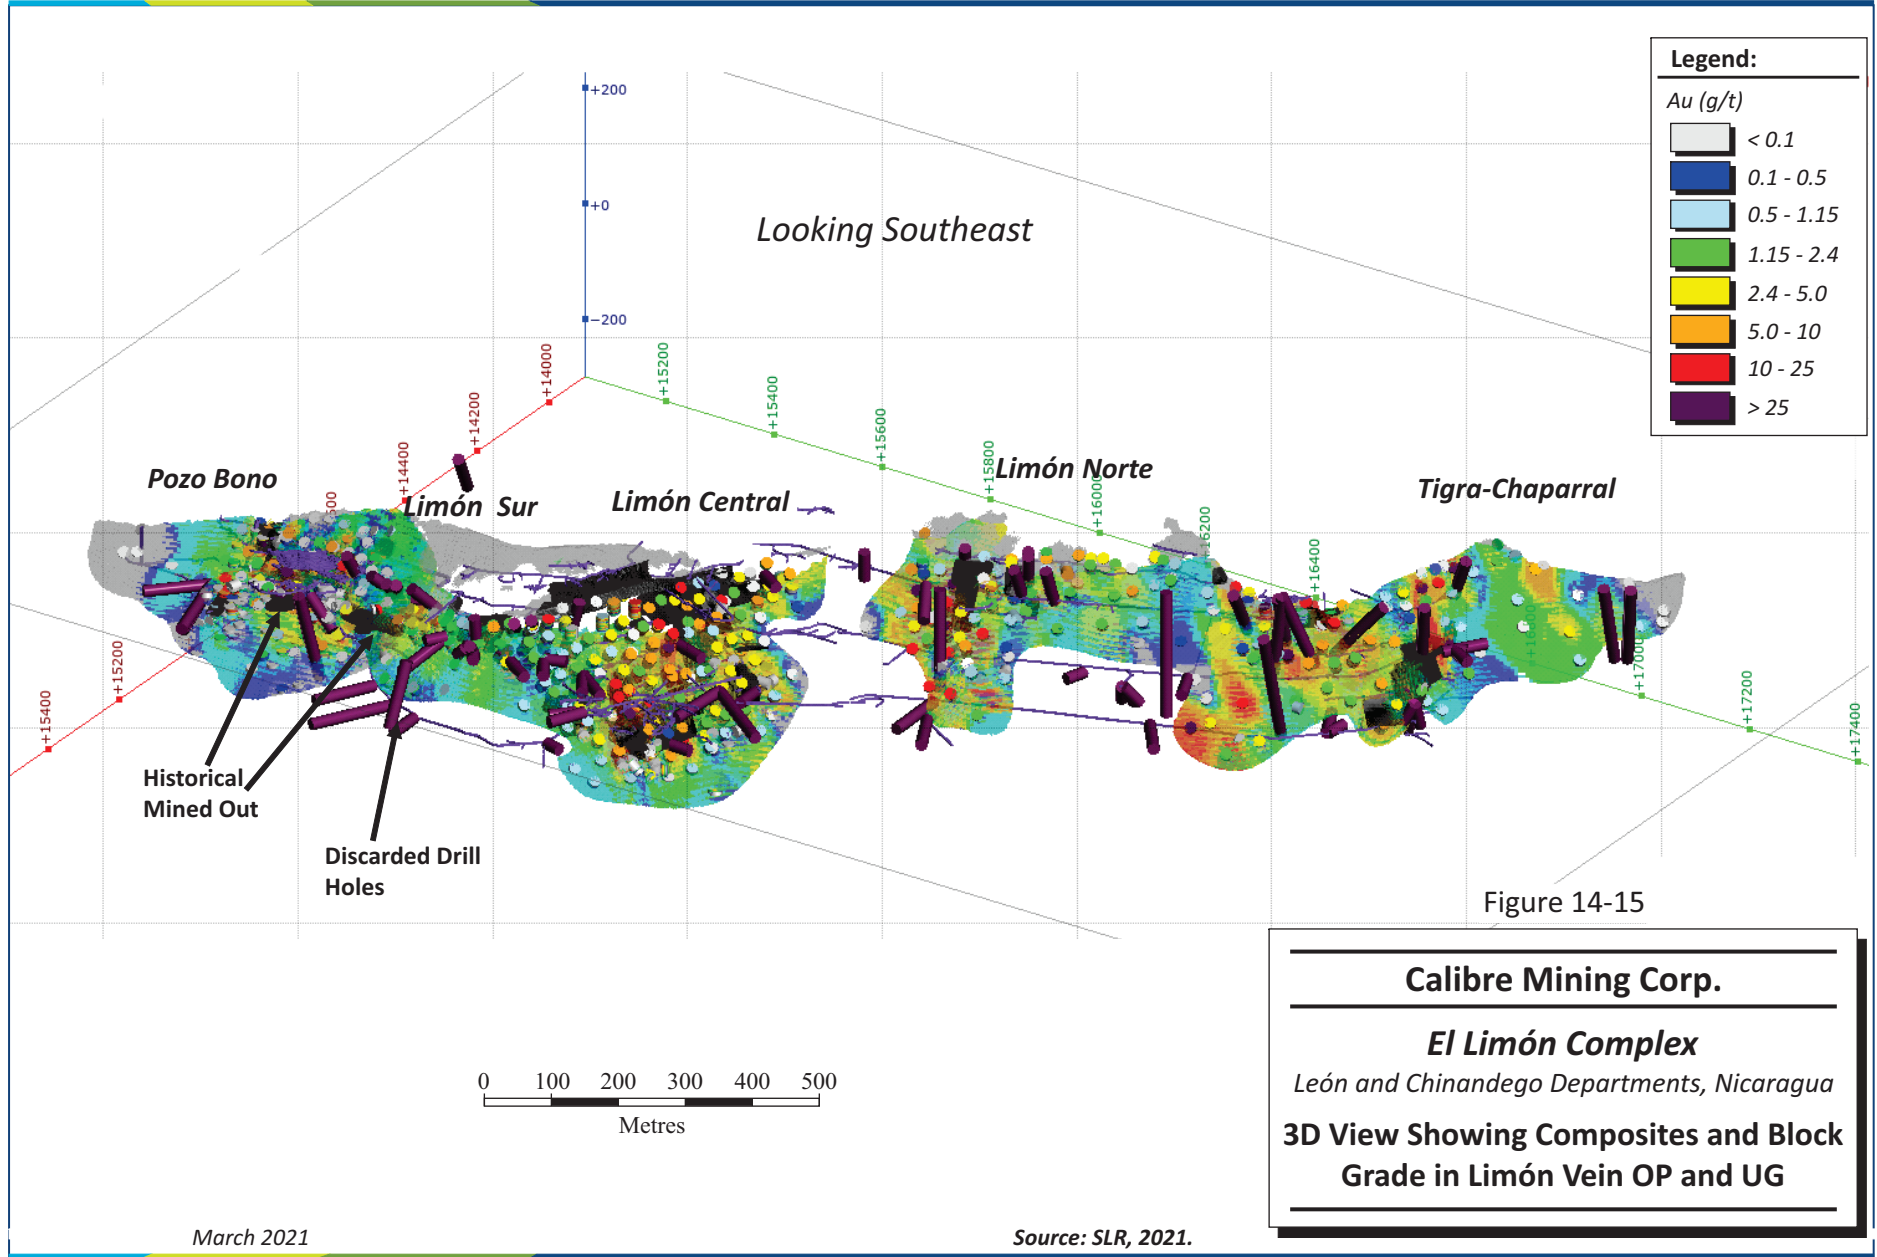 Legend:
Au (g/t)
< 0.1
0.1 - 0.5
0.5 - 1.15
1.15 - 2.4
2.4 - 5.0
5.0 - 10
10 - 25
> 25
+200
+0
−200
Looking Southeast
+14000
+14200
+14400
+15200
+15400
+15200
+15400
+15600
+15800
+16000
+16200
+16400
+17000
+17200
+17400
Pozo Bono
Limón Sur
Limón Central
Limón Norte
Tigra-Chaparral
Historical
Mined Out
Discarded Drill
Holes
0 100 200 300 400 500
Metres
Figure 14-15
Calibre Mining Corp.
El Limón Complex
León and Chinandego Departments, Nicaragua
3D View Showing Composites and Block
Grade in Limón Vein OP and UG
March 2021
Source: SLR, 2021.